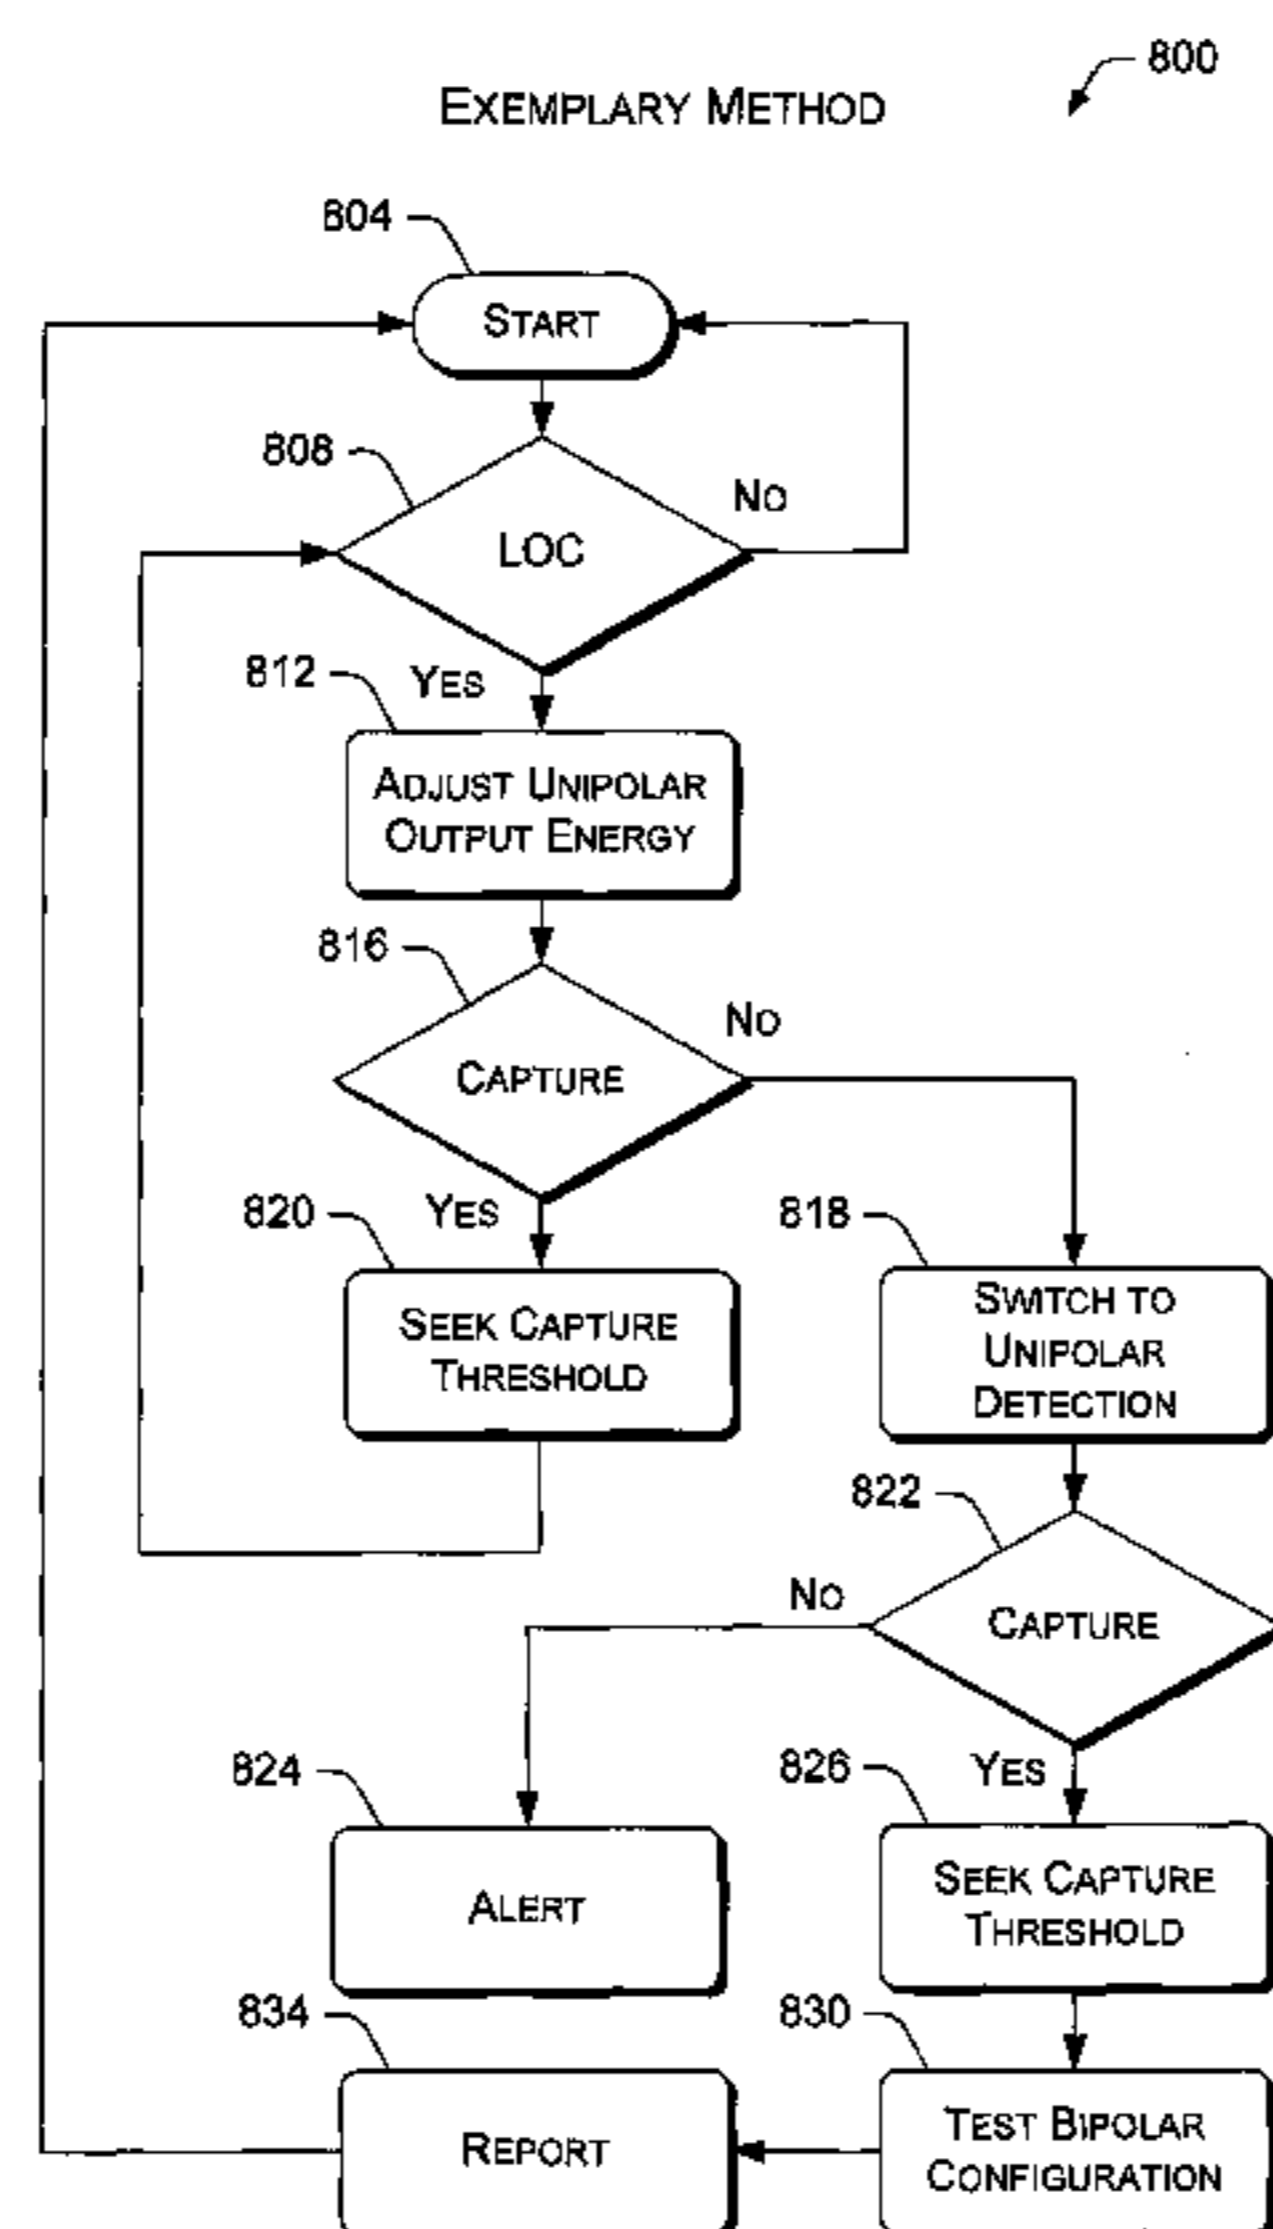 800
EXEMPLARY METHOD
804
START
808
NO
LOC
812
YES
ADJUST UNIPOLAR
OUTPUT ENERGY
816
NO
CAPTURE
820
YES
818
SEEK CAPTURE
THRESHOLD
SWITCH TO
UNIPOLAR
DETECTION
822
NO
CAPTURE
824
826
YES
ALERT
SEEK CAPTURE
THRESHOLD
834
830
REPORT
TEST BIPOLAR
CONFIGURATION